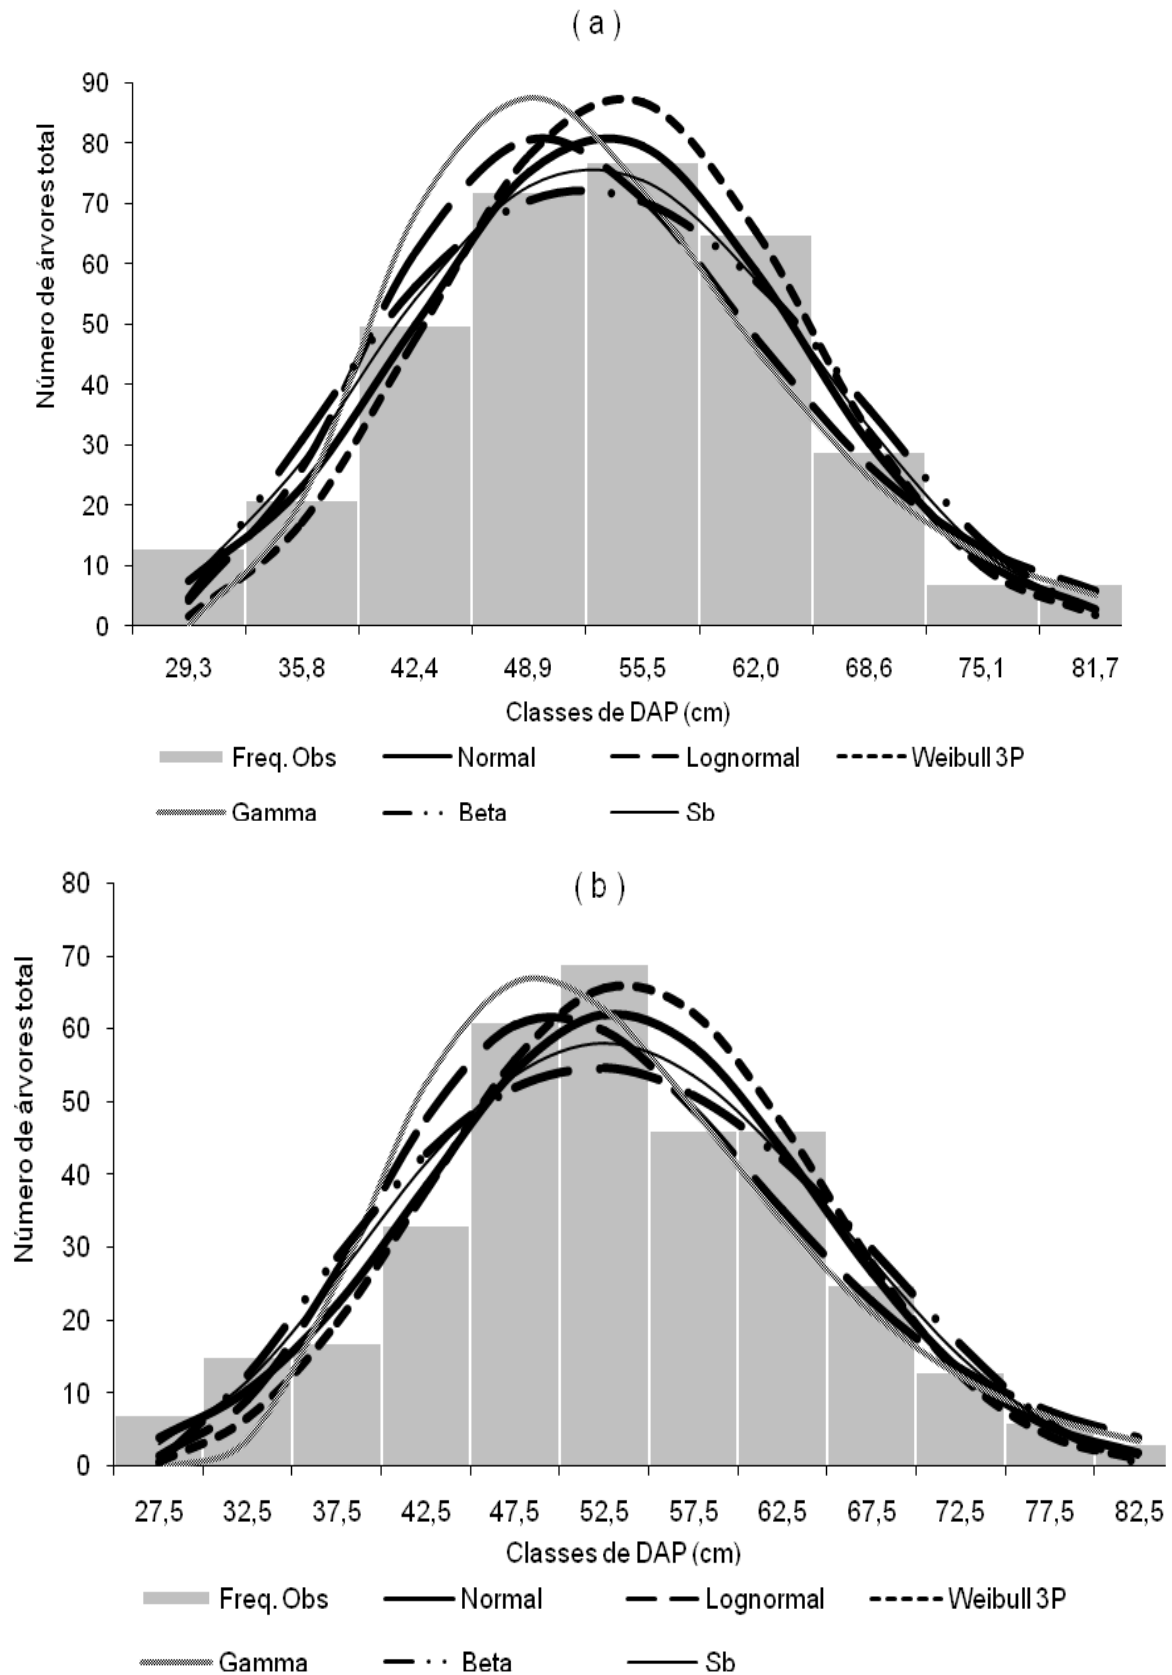 ( a )
90
80
70
60
50
40
30
20
10
0
Número de árvores total
29,3 35,8 42,4 48,9 55,5 62,0 68,6 75,1 81,7
Classes de DAP (cm)
Freq. Obs Normal Lognormal Weibull 3P
Gamma Beta Sb
( b )
80
70
60
50
40
30
20
10
0
Número de árvores total
27,5 32,5 37,5 42,5 47,5 52,5 57,5 62,5 67,5 72,5 77,5 82,5
Classes de DAP (cm)
Freq. Obs Normal Lognormal Weibull 3P
Gamma Beta Sb